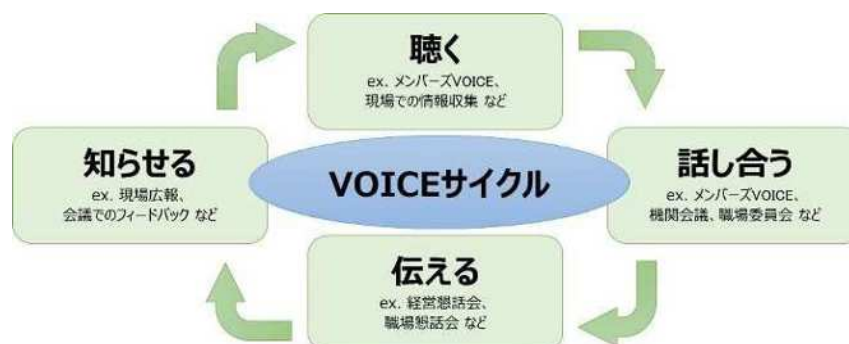 聴く
ex. メンバーズVOICE、
現場での情報収集 など
知らせる
ex. 現場広報、
会議でのフィードバック など
VOICEサイクル
話し合う
ex. メンバーズVOICE、
機関会議、職場委員会 など
伝える
ex. 経営懇話会、
職場懇話会 など